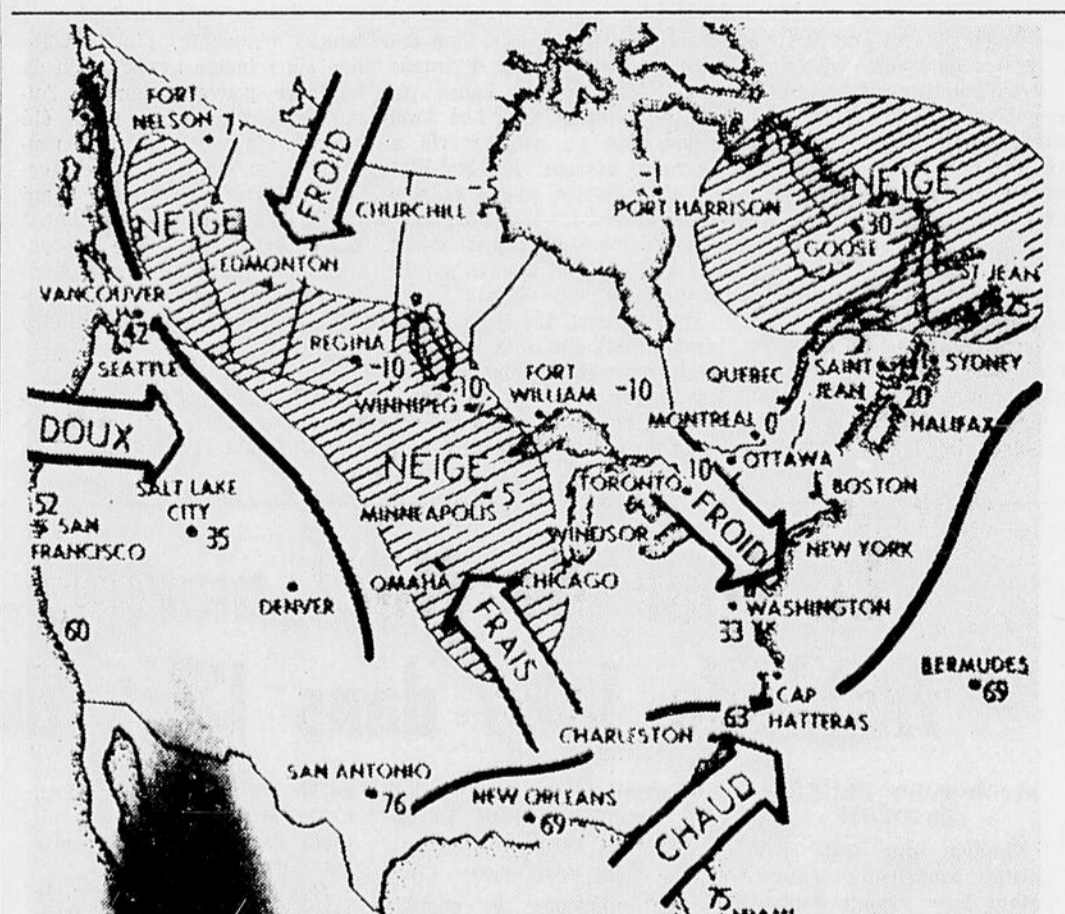 FORT
NELSON 7
FROID
NEIGE
CHURCHILL
PORT HARRISON
NEIGE
30
GOOSE
EDMONTON
ST-JEAN
25
VANCOUVER
42
SEATTLE
REGINA
-10
-10
WINNIPEG
FORT
WILLIAM
-10
QUEBEC
SAINT
JEAN
SYDNEY
20
HALIFAX
MONTREAL 0
DOUX
NEIGE
10
OTTAWA
TORONTO
BOSTON
SALT LAKE
CITY
35
52
SAN
FRANCISCO
5
MINNEAPOLIS
WINDSOR
FROID
NEW YORK
OMAHA
CHICAGO
DENVER
WASHINGTON
33
60
FRAIS
BERMUDES
69
CAP
HATTERAS
63
CHARLESTON
SAN ANTONIO
76
NEW ORLEANS
69
CHAUD
75